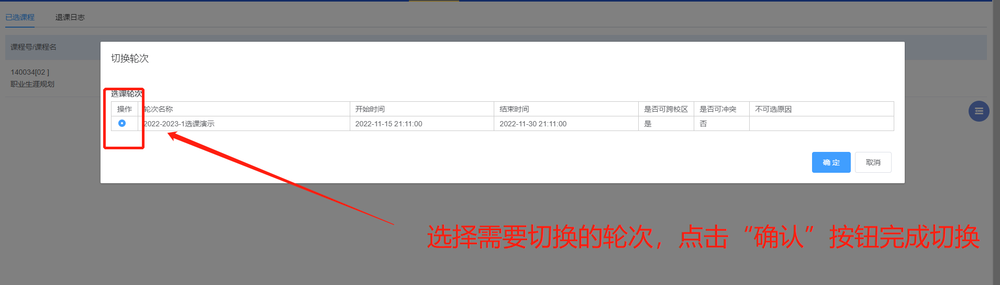 已选课程 退课日志
课程号/课程名
切换轮次
140034[02 ]
职业生涯规划
选课轮次
操作 轮次名称 开始时间 结束时间 是否可跨校区 是否可冲突 不可选原因
2022-2023-1选课演示 2022-11-15 21:11:00 2022-11-30 21:11:00 是 否
确 定 取消
选择需要切换的轮次，点击“确认”按钮完成切换